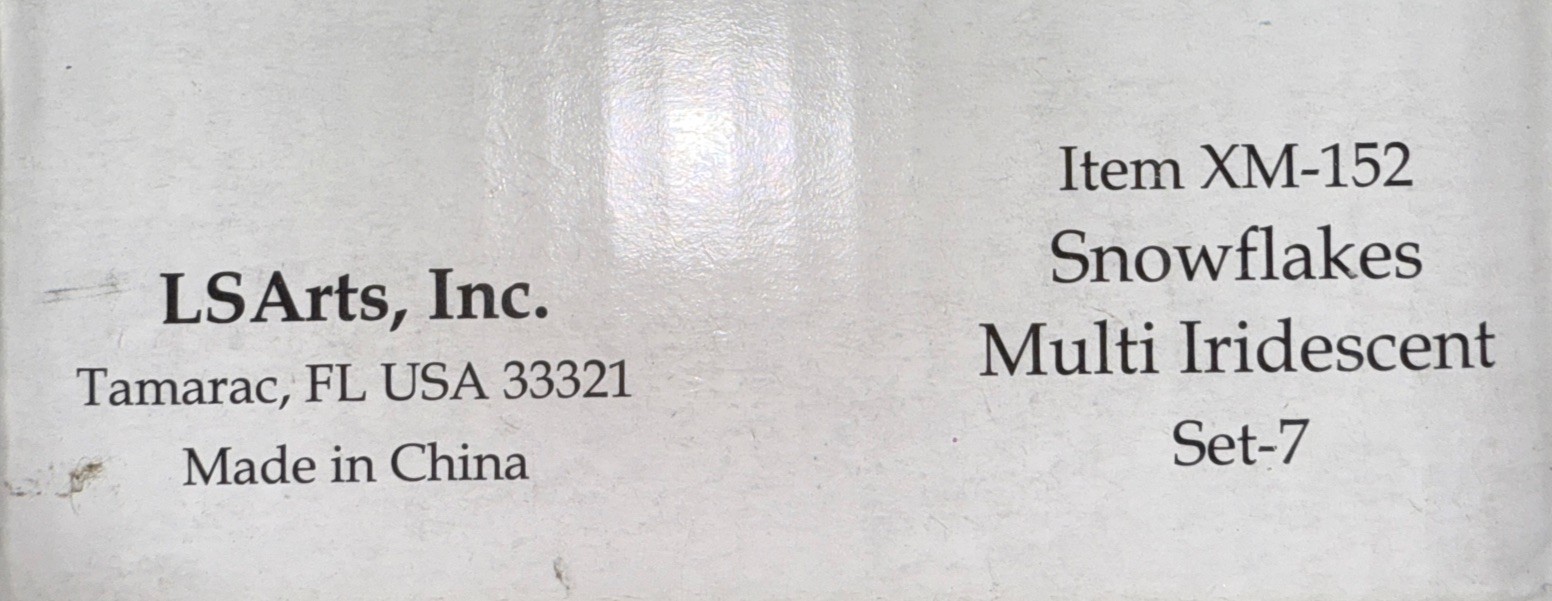 LSArts, Inc.
Tamarac, FL USA 33321
Made in China
Item XM-152
Snowflakes
Multi Iridescent
Set-7